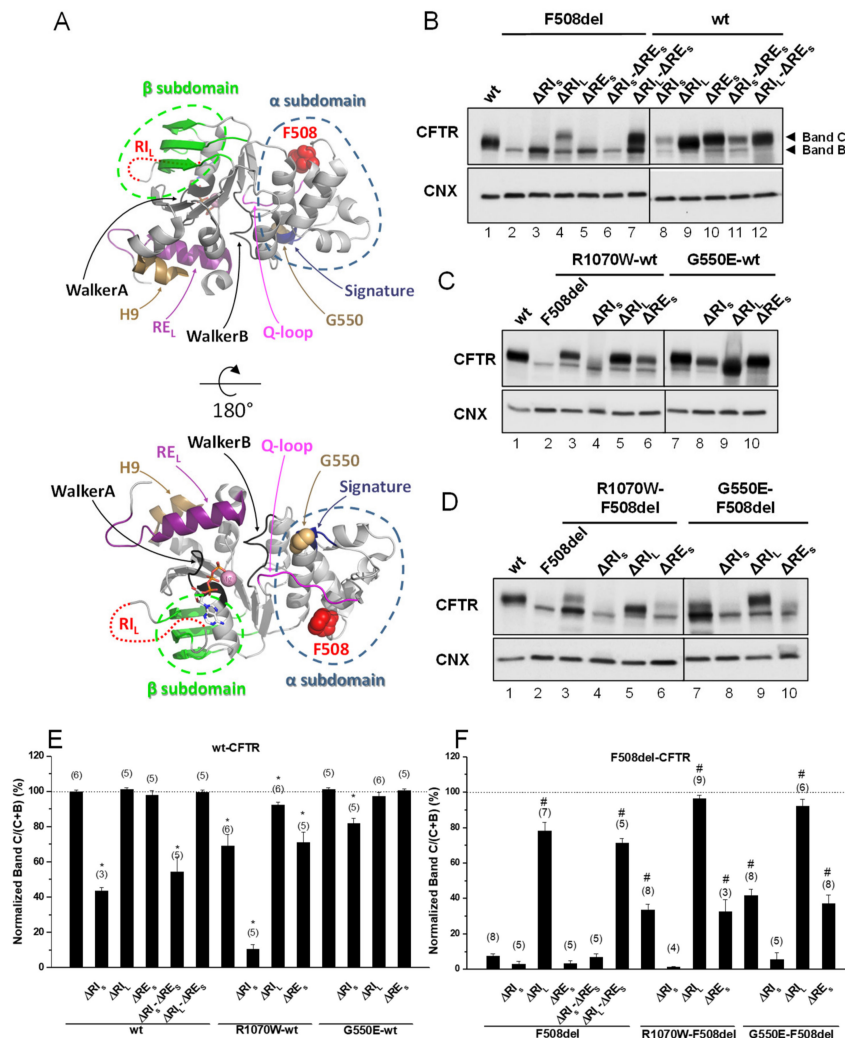 A
β subdomain
α subdomain
F508
RIL
WalkerA
H9
REL
WalkerB
Q-loop
G550
Signature
180°
WalkerB
Q-loop
G550
Signature
REL
H9
WalkerA
RIL
β subdomain
F508
α subdomain
B
F508del wt
wt ΔRIs ΔRIL ΔREs ΔRIs-ΔREs ΔRIL-ΔREs ΔRIs ΔRIL ΔREs ΔRIs-ΔREs ΔRIL-ΔREs
CFTR
Band C
Band B
CNX
1 2 3 4 5 6 7 8 9 10 11 12
C
R1070W-wt G550E-wt
wt F508del ΔRIs ΔRIL ΔREs ΔRIs ΔRIL ΔREs
CFTR
CNX
1 2 3 4 5 6 7 8 9 10
D
R1070W-
F508del
G550E-
F508del
wt F508del ΔRIs ΔRIL ΔREs ΔRIs ΔRIL ΔREs
CFTR
CNX
1 2 3 4 5 6 7 8 9 10
E
wt-CFTR
Normalized Band C/(C+B) (%)
120
100
80
60
40
20
0
(6) * (3) (5) (5) * (5) (5) * (6) * (5) * (6) * (5) (5) * (5) (6) (5)
ΔRIs ΔRIL ΔREs ΔRIs-ΔREs ΔRIL-ΔREs ΔRIs ΔRIL ΔREs ΔRIs ΔRIL ΔREs
wt R1070W-wt G550E-wt
F
F508del-CFTR
Normalized Band C/(C+B) (%)
120
100
80
60
40
20
0
(8) (5) # (7) (5) (5) # (5) # (8) (4) # (9) # (3) # (8) (5) # (6) # (8)
ΔRIs ΔRIL ΔREs ΔRIs-ΔREs ΔRIL-ΔREs ΔRIs ΔRIL ΔREs ΔRIs ΔRIL ΔREs
F508del R1070W-F508del G550E-F508del